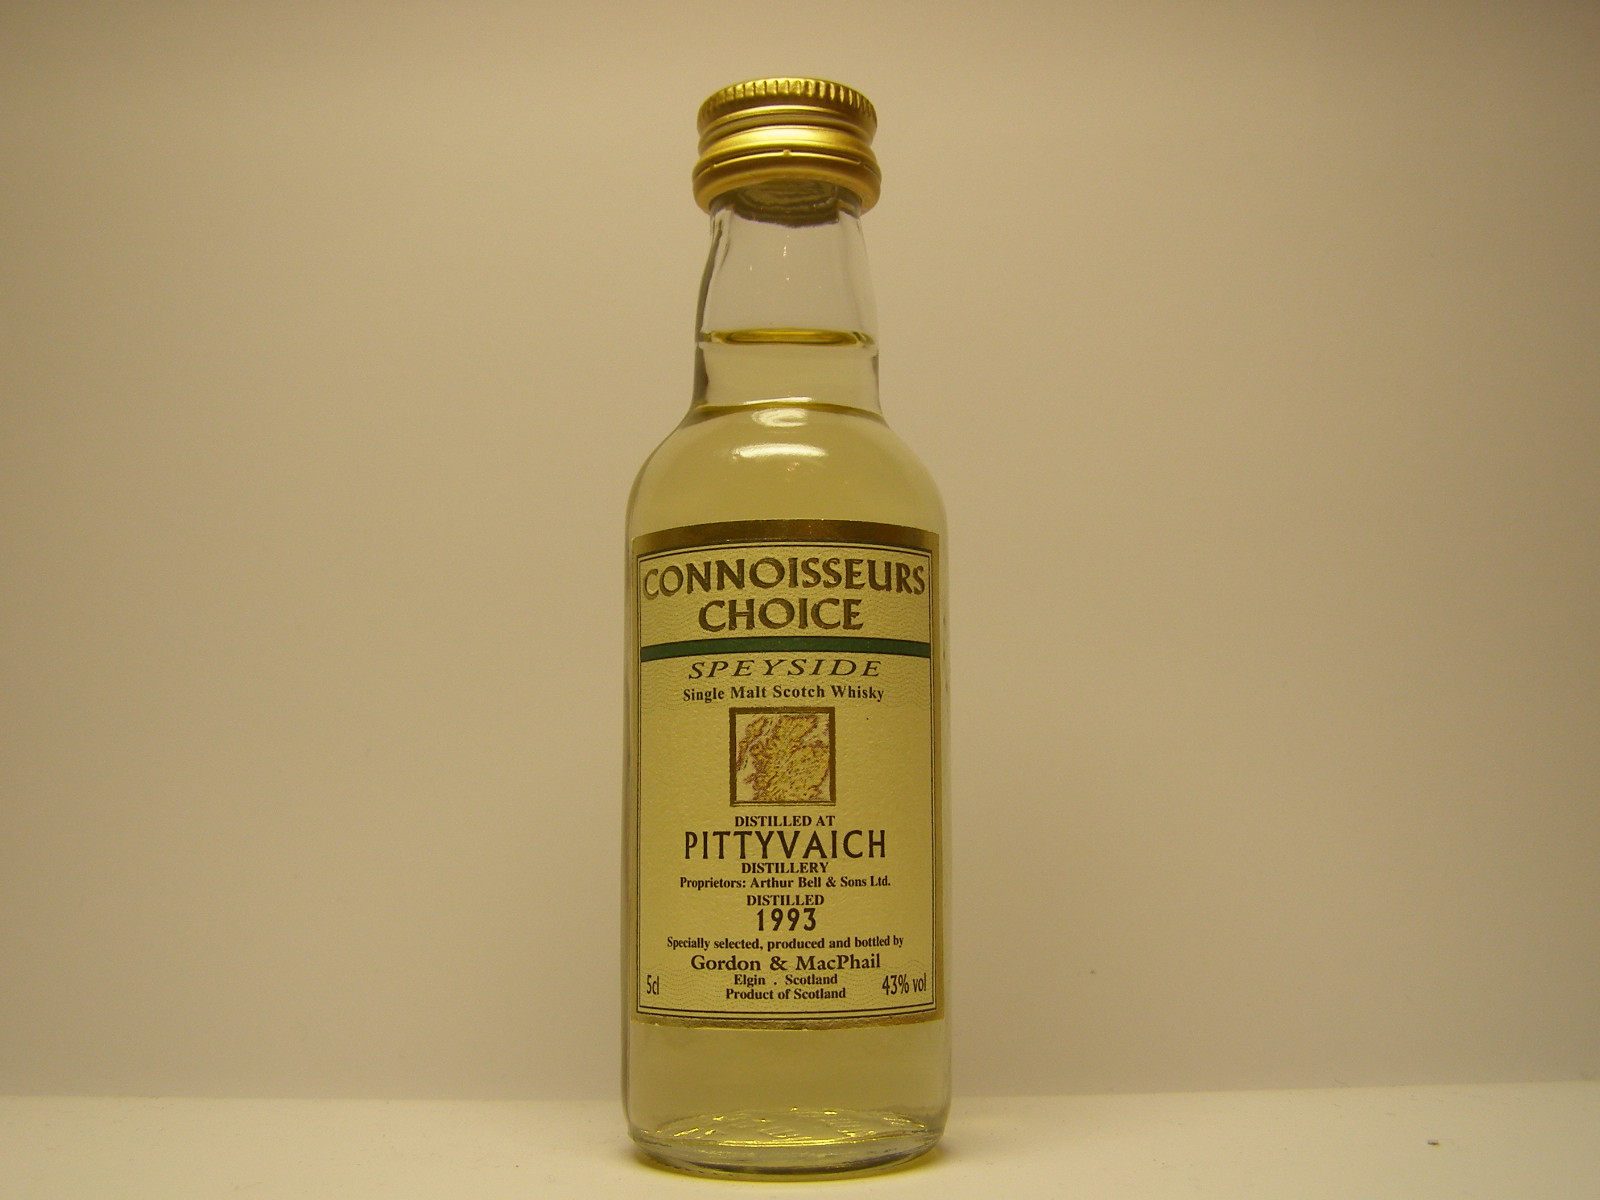 CONNOISSEURS
CHOICE
SPEYSIDE
Single Malt Scotch Whisky
DISTILLED AT
PITTYVAICH
DISTILLERY
Proprietors: Arthur Bell & Sons Ltd.
DISTILLED
1993
Specially selected, produced and bottled by
Gordon & MacPhail
Elgin . Scotland
5cl Product of Scotland 43% vol